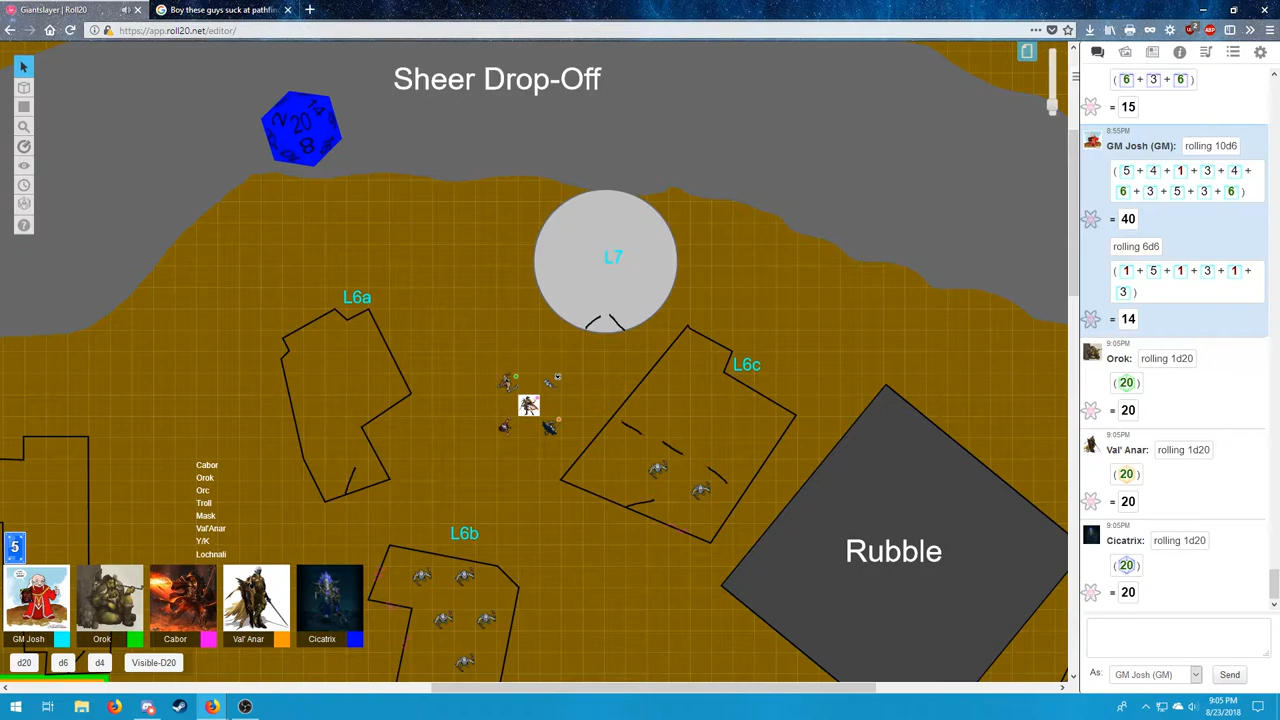 Giantslayer | Roll20
Boy these guys suck at pathfin
https://app.roll20.net/editor/
Sheer Drop-Off
2
14
20
8
L7
L6a
L6c
L6b
Rubble
Cabor
Orok
Orc
Troll
Mask
Val'Anar
Y/K
Lochnali
5
GM Josh
Orok
Cabor
Val' Anar
Cicatrix
d20
d6
d4
Visible-D20
( 6 + 3 + 6 )
= 15
8:55PM
GM Josh (GM): rolling 10d6
( 5 + 4 + 1 + 3 + 4 +
6 + 3 + 5 + 3 + 6 )
= 40
rolling 6d6
( 1 + 5 + 1 + 3 + 1 +
3 )
= 14
9:05PM
Orok: rolling 1d20
( 20 )
= 20
9:05PM
Val' Anar: rolling 1d20
( 20 )
= 20
9:05PM
Cicatrix: rolling 1d20
( 20 )
= 20
As: GM Josh (GM)
Send
9:05 PM
8/23/2018